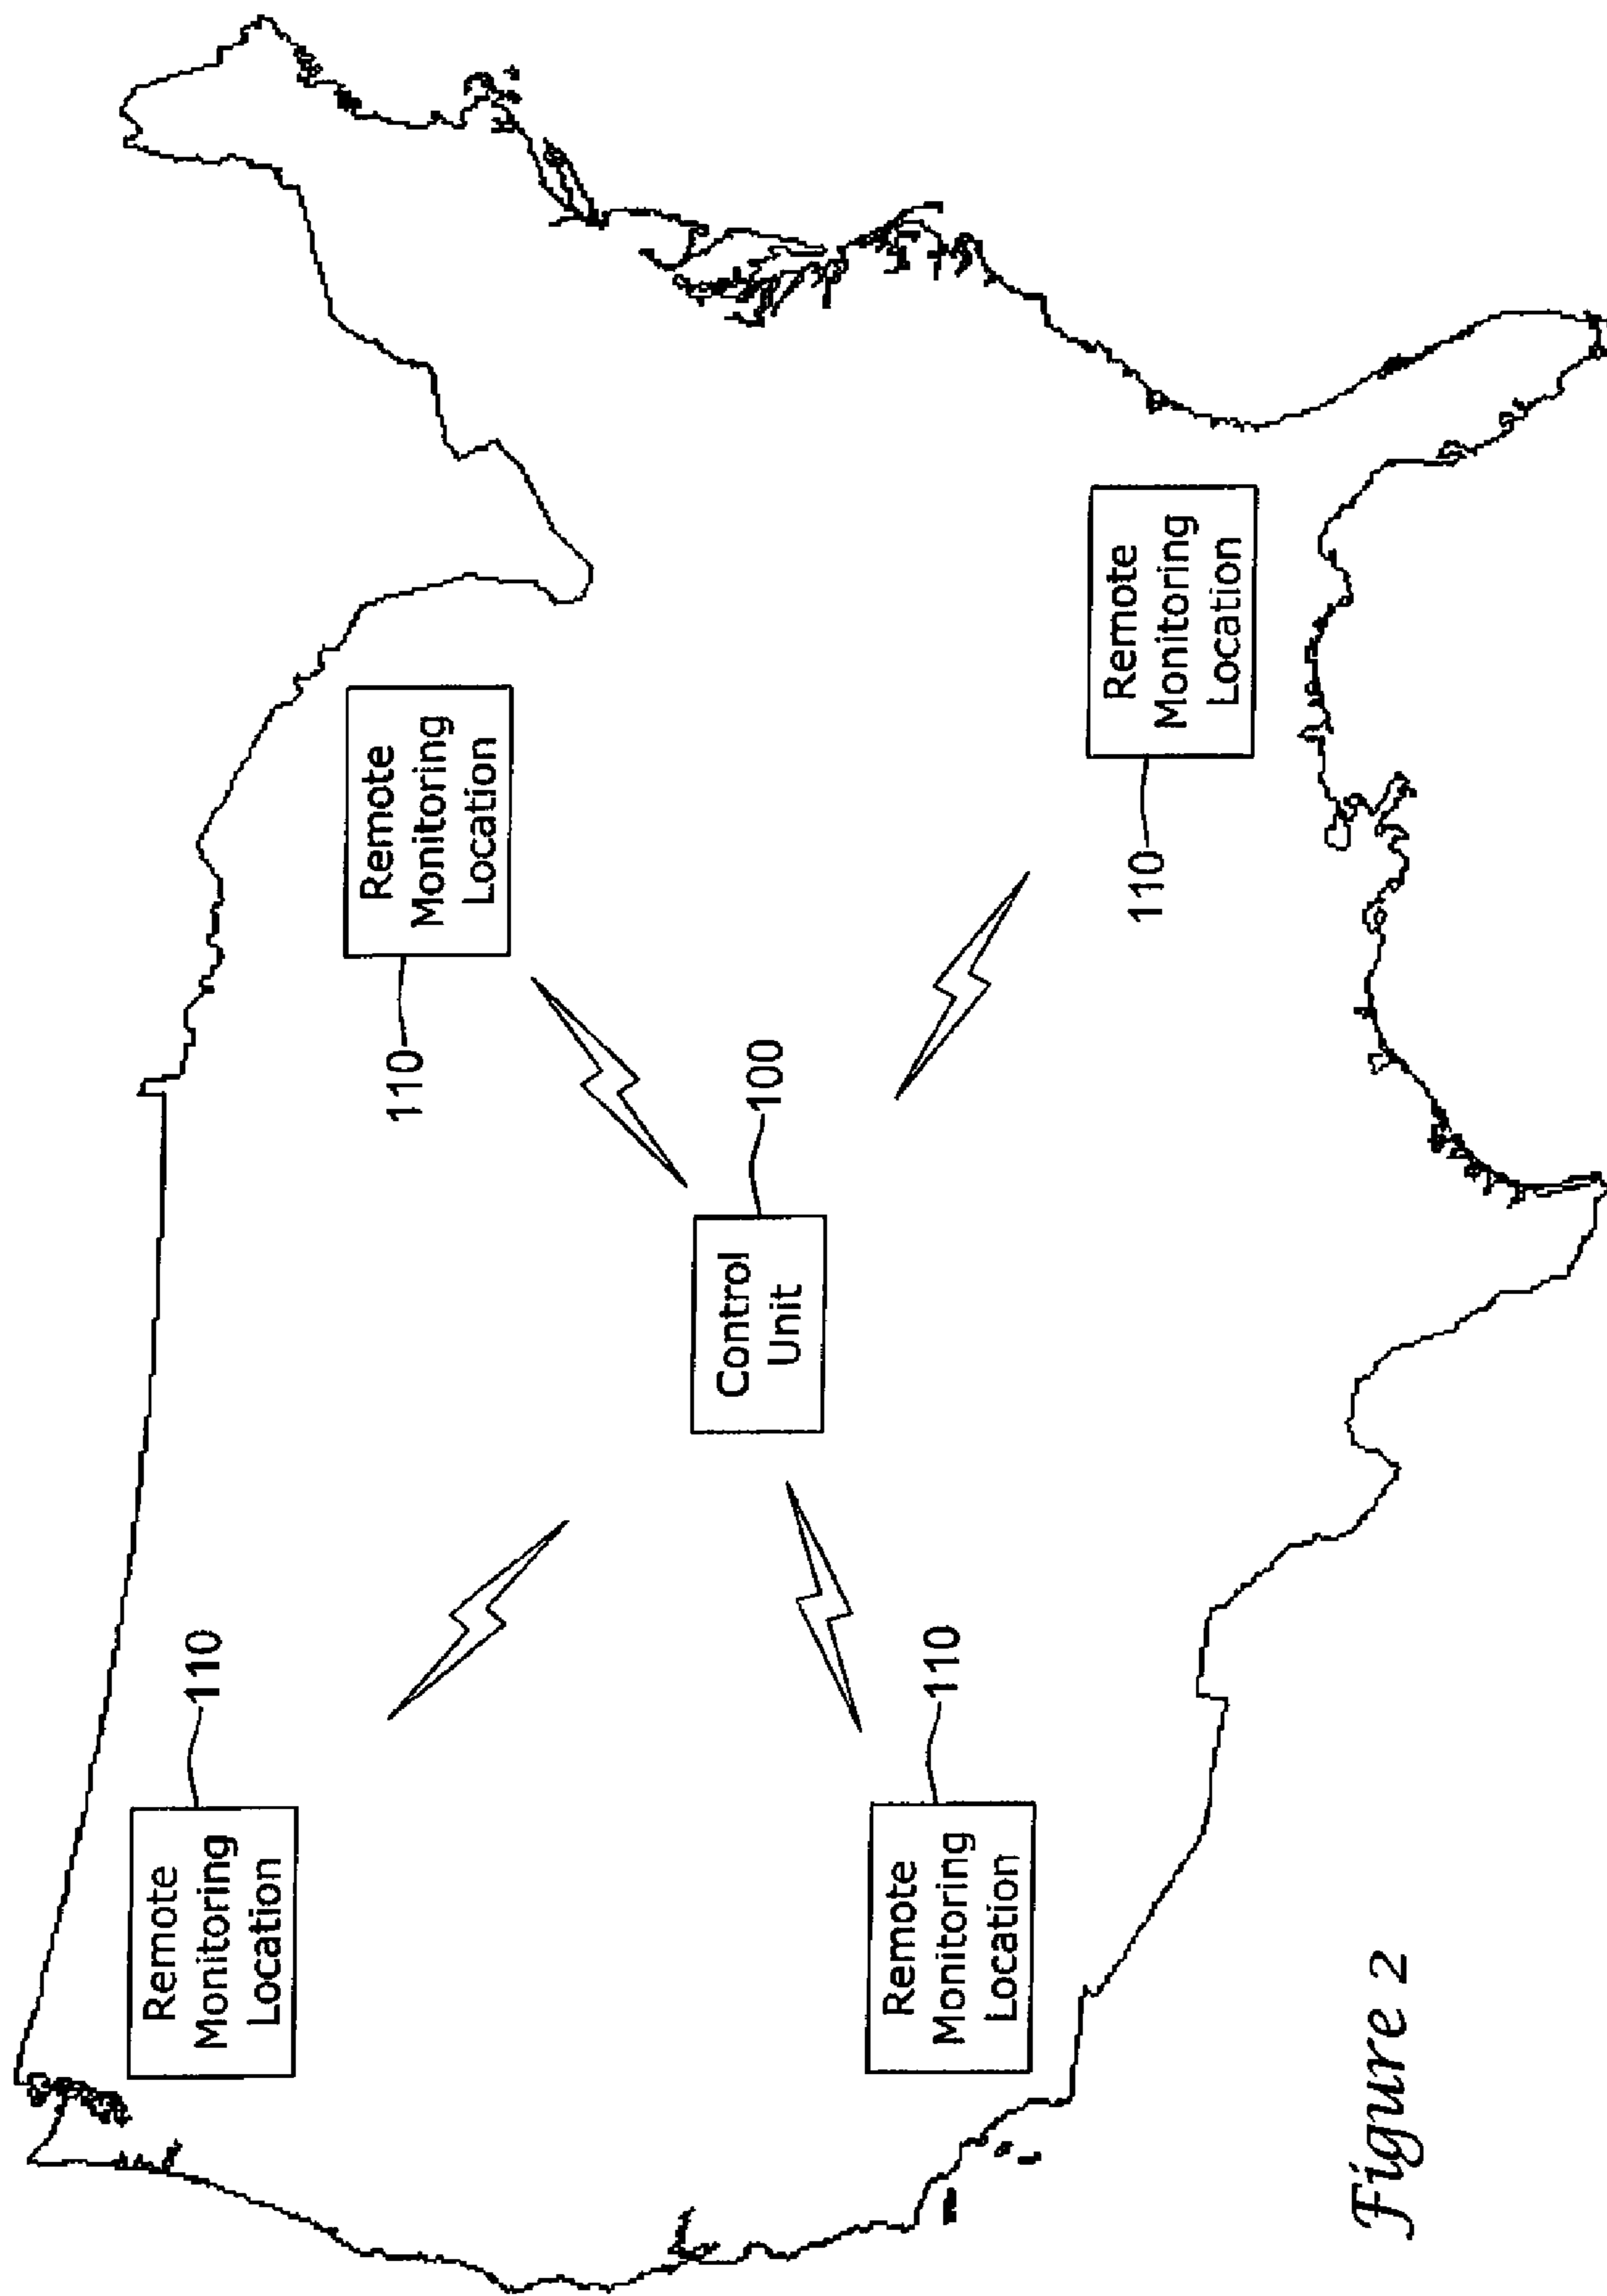 110
Remote
Monitoring
Location
Remote
Monitoring
Location
110
Control
Unit
100
Remote
Monitoring
Location
110
110
Remote
Monitoring
Location
Figure 2